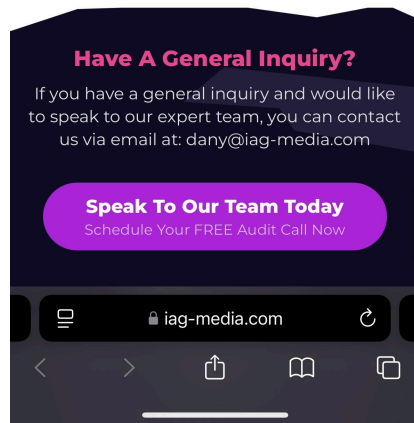 Have A General Inquiry?
If you have a general inquiry and would like
to speak to our expert team, you can contact
us via email at: dany@iag-media.com
Speak To Our Team Today
Schedule Your FREE Audit Call Now
iag-media.com